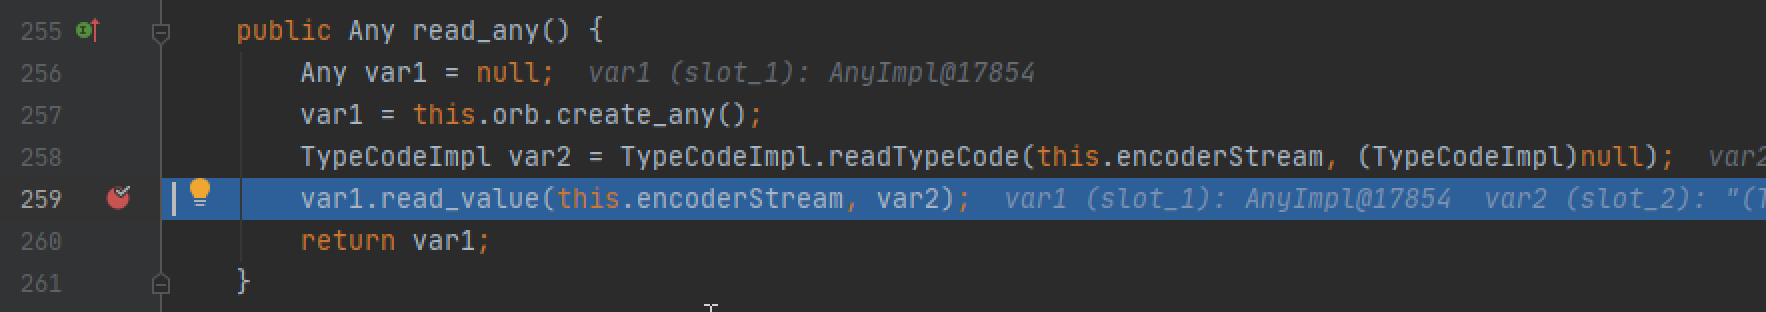 255 public Any read_any() {
256 Any var1 = null; var1 (slot_1): AnyImpl@17854
257 var1 = this.orb.create_any();
258 TypeCodeImpl var2 = TypeCodeImpl.readTypeCode(this.encoderStream, (TypeCodeImpl)null); var2
259 var1.read_value(this.encoderStream, var2); var1 (slot_1): AnyImpl@17854 var2 (slot_2): "(T
260 return var1;
261 }